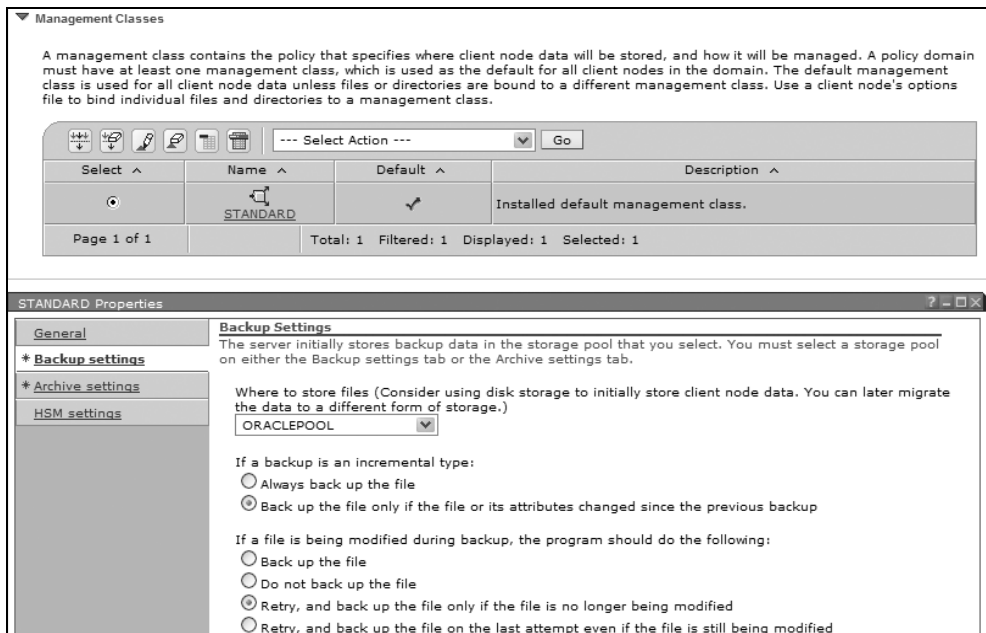 Management Classes
A management class contains the policy that specifies where client node data will be stored, and how it will be managed. A policy domain
must have at least one management class, which is used as the default for all client nodes in the domain. The default management
class is used for all client node data unless files or directories are bound to a different management class. Use a client node's options
file to bind individual files and directories to a management class.
--- Select Action --- Go
Select Name Default Description
STANDARD Installed default management class.
Page 1 of 1 Total: 1 Filtered: 1 Displayed: 1 Selected: 1
STANDARD Properties ?
General
* Backup settings
* Archive settings
HSM settings
Backup Settings
The server initially stores backup data in the storage pool that you select. You must select a storage pool
on either the Backup settings tab or the Archive settings tab.
Where to store files (Consider using disk storage to initially store client node data. You can later migrate
the data to a different form of storage.)
ORACLEPOOL
If a backup is an incremental type:
Always back up the file
Back up the file only if the file or its attributes changed since the previous backup
If a file is being modified during backup, the program should do the following:
Back up the file
Do not back up the file
Retry, and back up the file only if the file is no longer being modified
Retry, and back up the file on the last attempt even if the file is still being modified